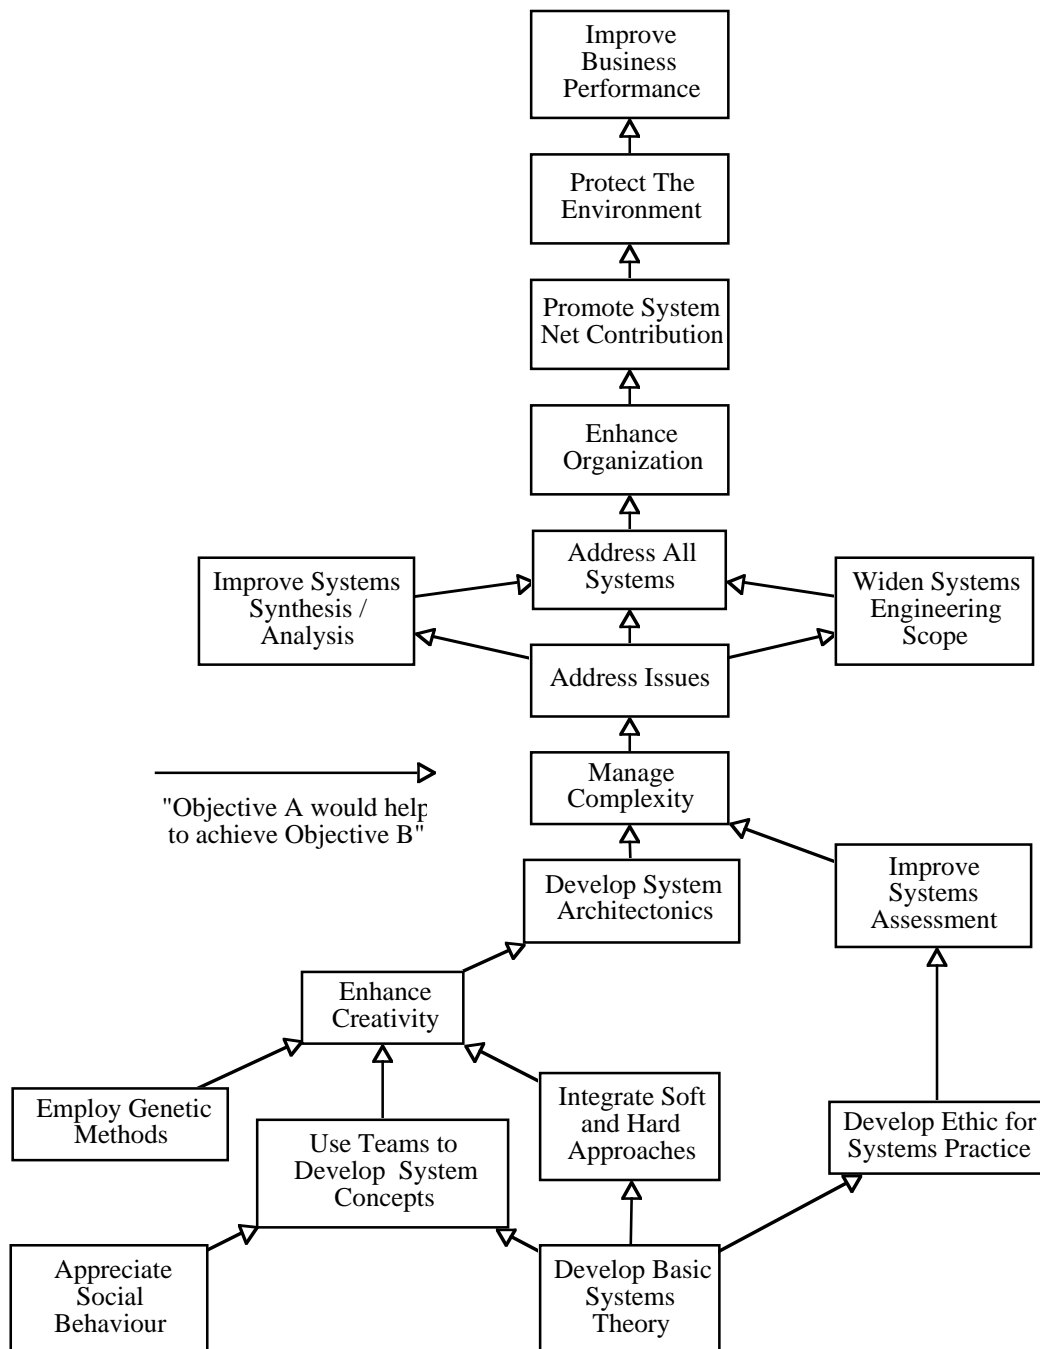 Improve
Business
Performance
Protect The
Environment
Promote System
Net Contribution
Enhance
Organization
Address All
Systems
Improve Systems
Synthesis /
Analysis
Widen Systems
Engineering
Scope
Address Issues
Manage
Complexity
"Objective A would help
to achieve Objective B"
Develop System
Architectonics
Improve
Systems
Assessment
Enhance
Creativity
Employ Genetic
Methods
Use Teams to
Develop System
Concepts
Integrate Soft
and Hard
Approaches
Develop Ethic for
Systems Practice
Appreciate
Social
Behaviour
Develop Basic
Systems
Theory